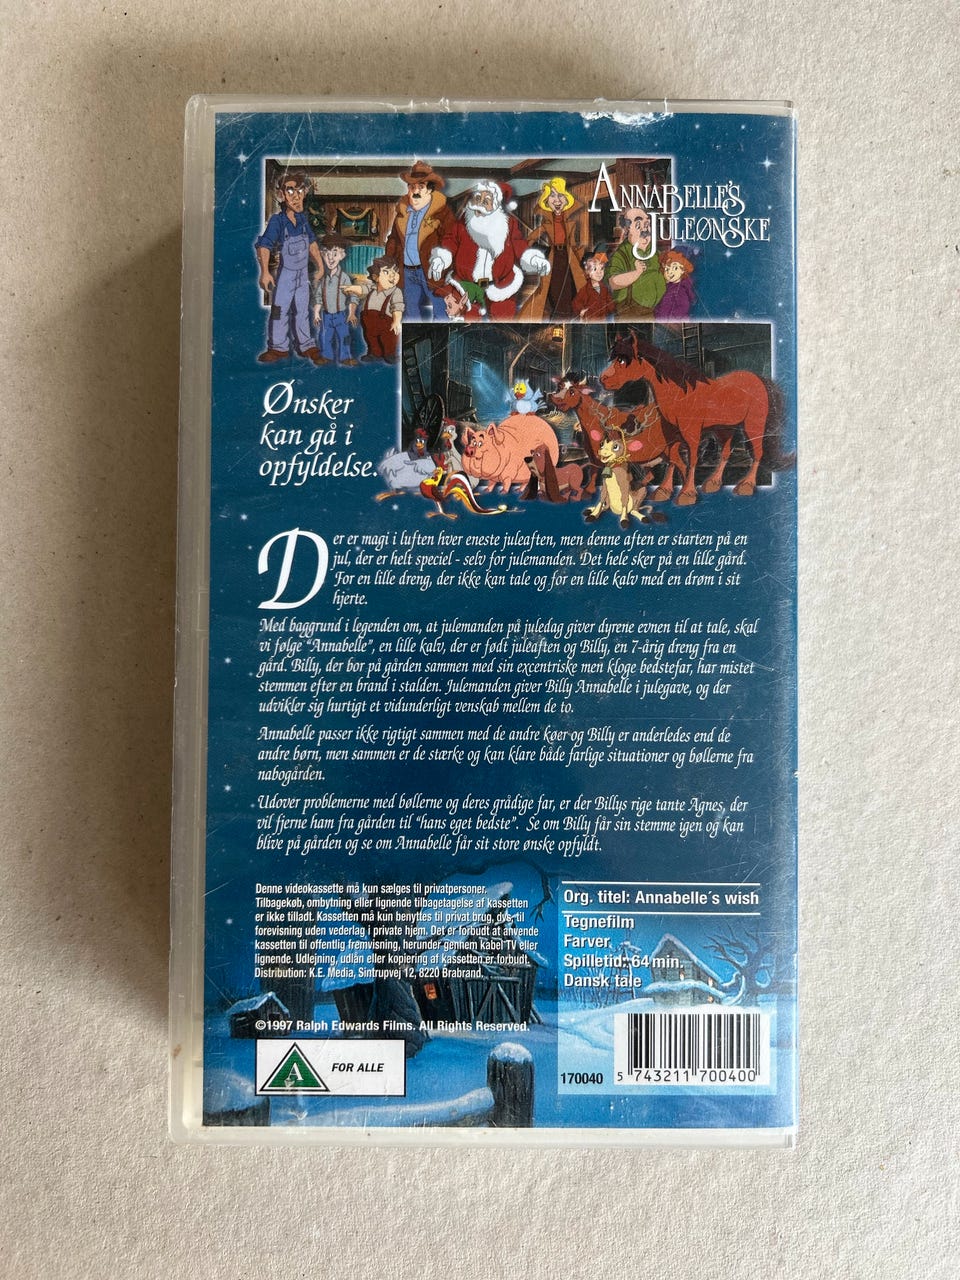 ANNABELLE'S
JULEØNSKE
Ønsker
kan gå i
opfyldelse.
Der er magi i luften hver eneste juleaften, men denne aften er starten på en
jul, der er helt speciel - selv for julemanden. Det hele sker på en lille gård.
For en lille dreng, der ikke kan tale og for en lille kalv med en drøm i sit
hjerte.
Med baggrund i legenden om, at julemanden på juledag giver dyrene evnen til at tale, skal
vi følge "Annabelle", en lille kalv, der er født juleaften og Billy, en 7-årig dreng fra en
gård. Billy, der bor på gården sammen med sin excentriske men kloge bedstefar, har mistet
stemmen efter en brand i stalden. Julemanden giver Billy Annabelle i julegave, og der
udvikler sig hurtigt et vidunderligt venskab mellem de to.
Annabelle passer ikke rigtigt sammen med de andre køer og Billy er anderledes end de
andre børn, men sammen er de stærke og kan klare både farlige situationer og bøllerne fra
nabogården.
Udover problemerne med bøllerne og deres grådige far, er der Billys rige tante Agnes, der
vil fjerne ham fra gården til "hans eget bedste". Se om Billy får sin stemme igen og kan
blive på gården og se om Annabelle får sit store ønske opfyldt.
Denne videokassette må kun sælges til privatpersoner.
Tilbagekøb, ombytning eller lignende tilbagetagelse af kassetten
er ikke tilladt. Kassetten må kun benyttes til privat brug, dvs. til
forevisning uden vederlag i private hjem. Det er forbudt at anvende
kassetten til offentlig fremvisning, herunder gennem kabel TV eller
lignende. Udlejning, udlån eller kopiering af kassetten er forbudt.
Distribution: K.E. Media, Sintrupvej 12, 8220 Brabrand.
©1997 Ralph Edwards Films. All Rights Reserved.
A FOR ALLE
Org. titel: Annabelle´s wish
Tegnefilm
Farver
Spilletid: 64 min.
Dansk tale
170040
5 743211 700400